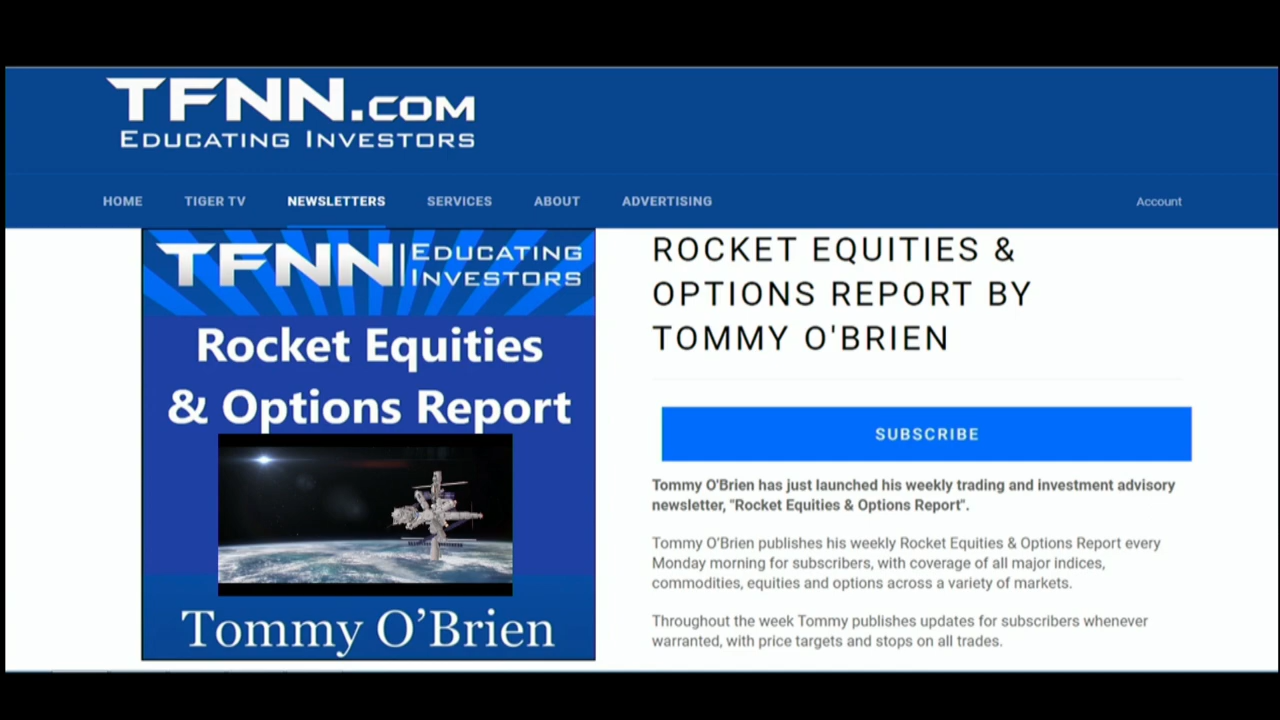 TFNN.COM
EDUCATING INVESTORS
HOME TIGER TV NEWSLETTERS SERVICES ABOUT ADVERTISING Account
TFNN | EDUCATING
INVESTORS
Rocket Equities
& Options Report
Tommy O’Brien
ROCKET EQUITIES &
OPTIONS REPORT BY
TOMMY O'BRIEN
SUBSCRIBE
Tommy O'Brien has just launched his weekly trading and investment advisory
newsletter, "Rocket Equities & Options Report".
Tommy O’Brien publishes his weekly Rocket Equities & Options Report every
Monday morning for subscribers, with coverage of all major indices,
commodities, equities and options across a variety of markets.
Throughout the week Tommy publishes updates for subscribers whenever
warranted, with price targets and stops on all trades.